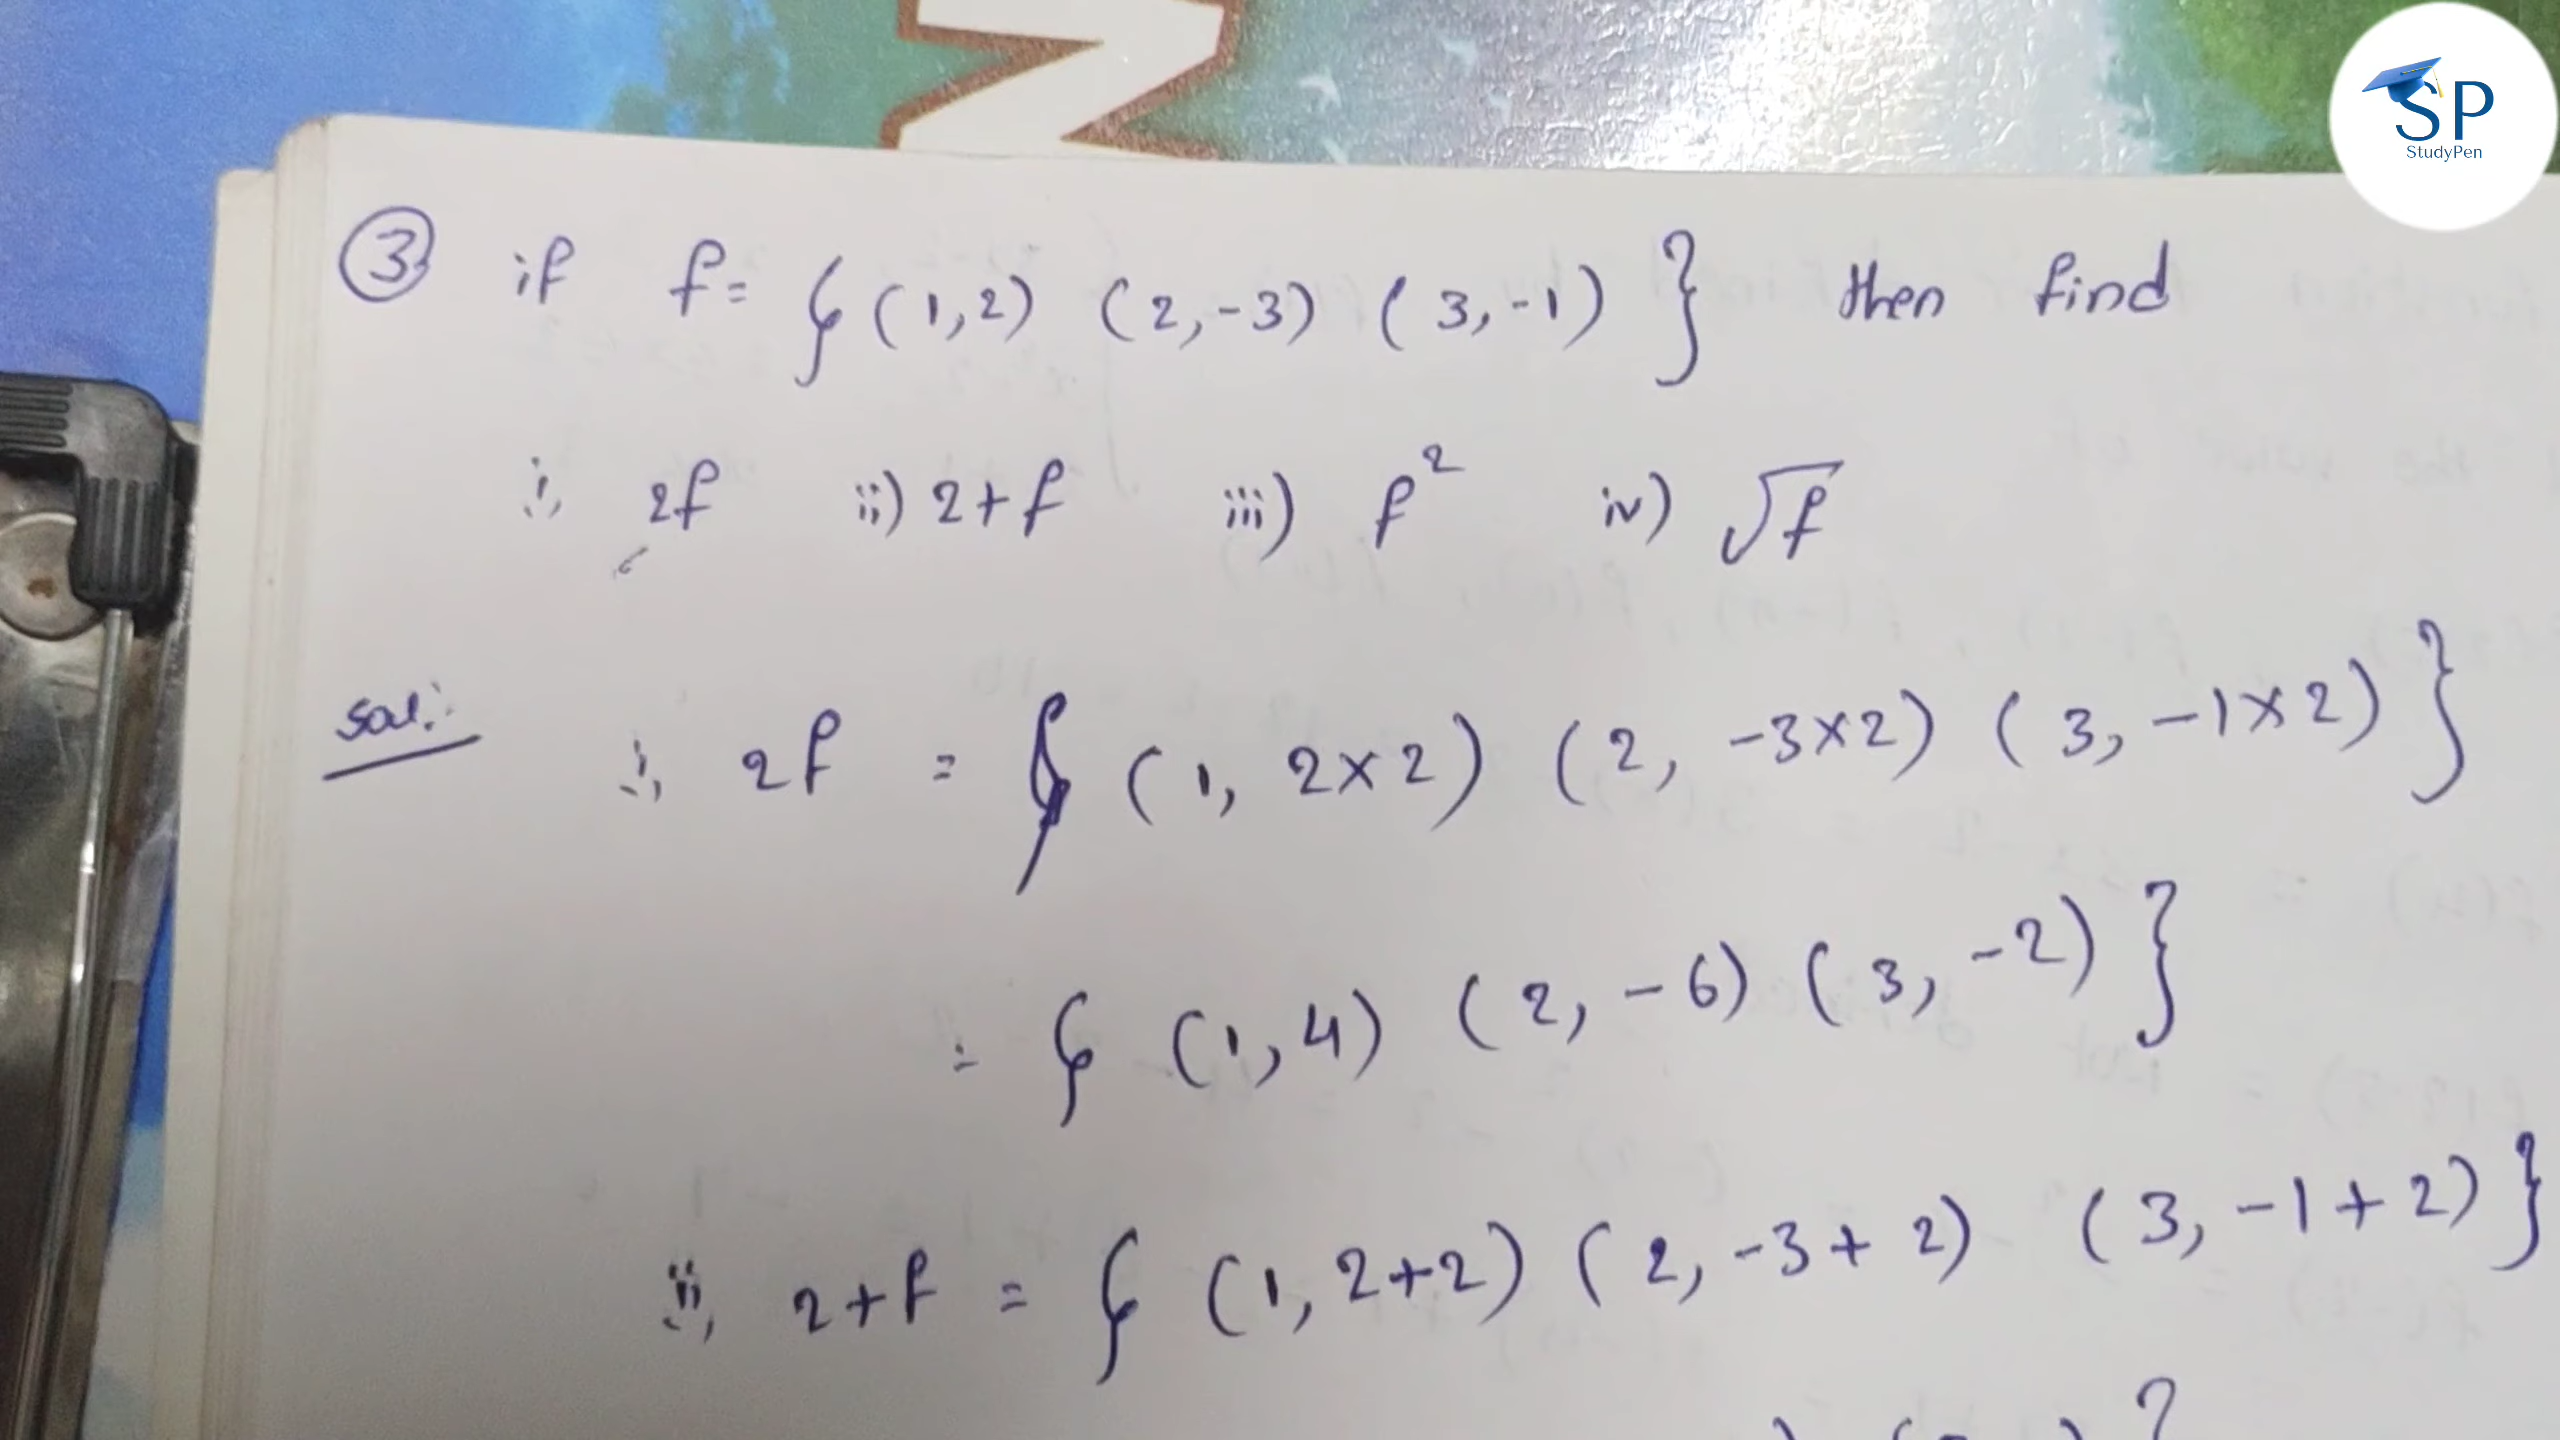 SP
StudyPen
③ if f= { (1,2) (2,-3) (3,-1) } then find
i, 2f ii) 2+f iii) f² iv) √f
Sol:
i, 2f = { (1, 2×2) (2, -3×2) (3, -1×2) }
= { (1,4) (2, -6) (3, -2) }
ii, 2+f = { (1, 2+2) (2, -3+2) (3, -1+2) }